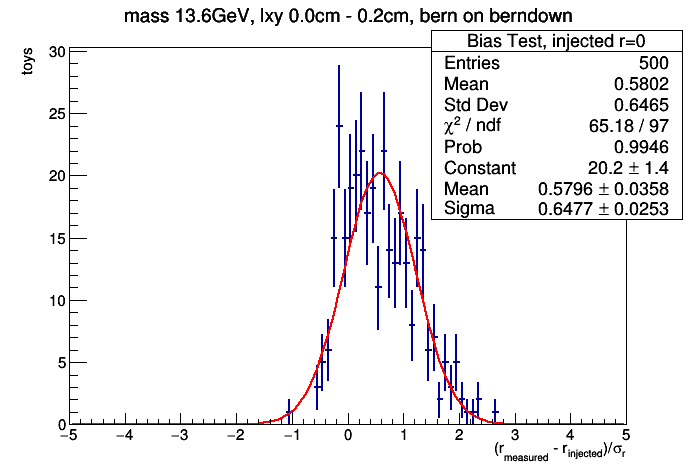 mass 13.6GeV, lxy 0.0cm - 0.2cm, bern on berndown
Bias Test, injected r=0
Entries 500
Mean 0.5802
Std Dev 0.6465
χ² / ndf 65.18 / 97
Prob 0.9946
Constant 20.2 ± 1.4
Mean 0.5796 ± 0.0358
Sigma 0.6477 ± 0.0253
toys
30
25
20
15
10
5
0
−5 −4 −3 −2 −1 0 1 2 3 4 5
(r_measured - r_injected)/σ_r